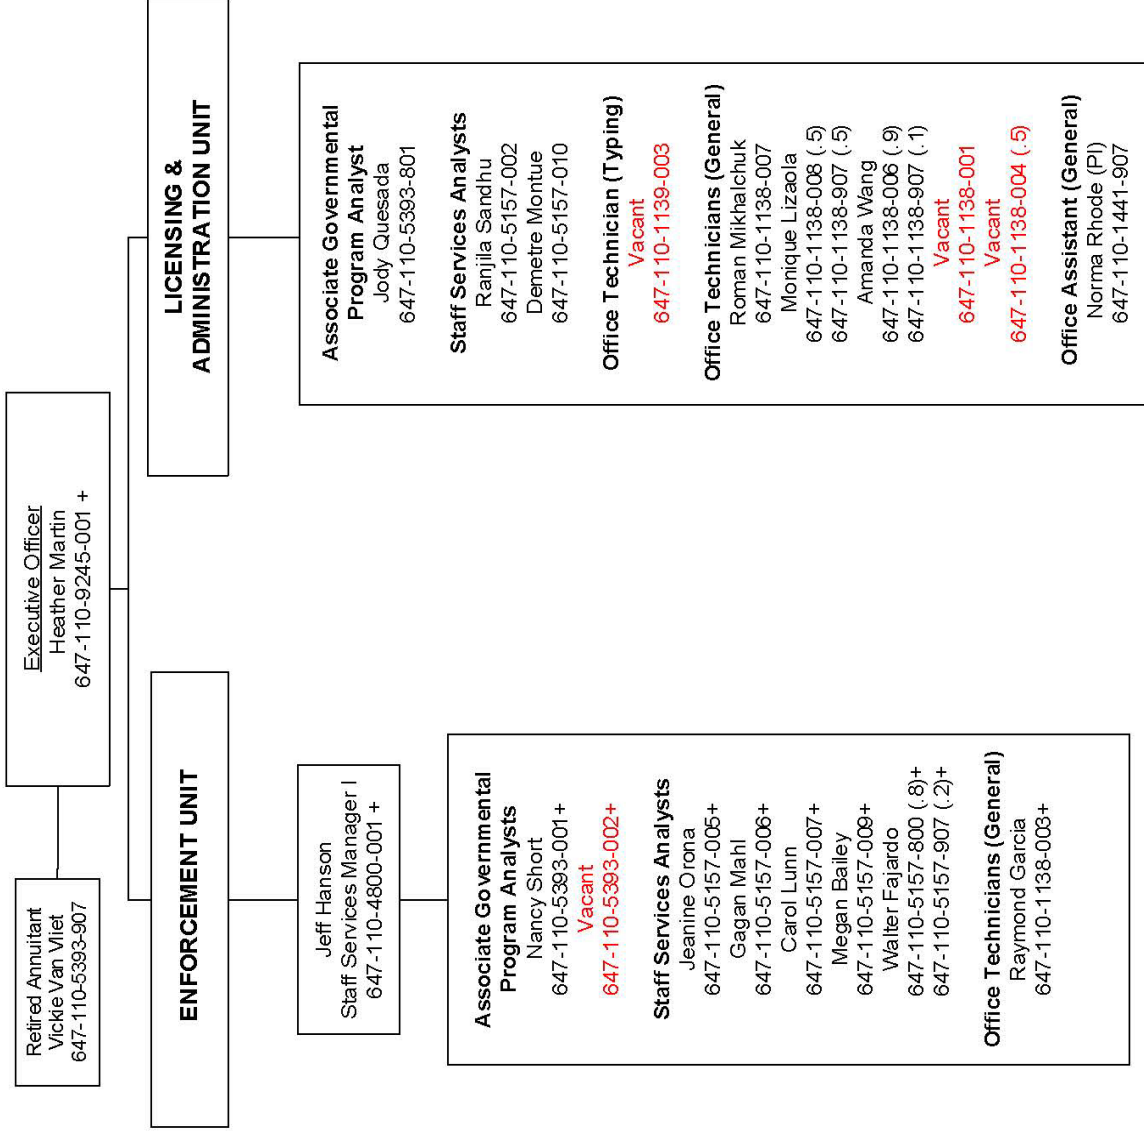 Executive Officer
Heather Martin
647-110-9245-001 +
Retired Annuitant
Vickie Van Vliet
647-110-5393-907
ENFORCEMENT UNIT
Jeff Hanson
Staff Services Manager I
647-110-4800-001 +
Associate Governmental
Program Analysts
Nancy Short
647-110-5393-001+
Vacant
647-110-5393-002+
Staff Services Analysts
Jeanine Orona
647-110-5157-005+
Gagan Mahl
647-110-5157-006+
Carol Lunn
647-110-5157-007+
Megan Bailey
647-110-5157-009+
Walter Fajardo
647-110-5157-800 (.8)+
647-110-5157-907 (.2)+
Office Technicians (General)
Raymond Garcia
647-110-1138-003+
LICENSING &
ADMINISTRATION UNIT
Associate Governmental
Program Analyst
Jody Quesada
647-110-5393-801
Staff Services Analysts
Ranjila Sandhu
647-110-5157-002
Demetre Montue
647-110-5157-010
Office Technician (Typing)
Vacant
647-110-1139-003
Office Technicians (General)
Roman Mikhalchuk
647-110-1138-007
Monique Lizaola
647-110-1138-008 (.5)
647-110-1138-907 (.5)
Amanda Wang
647-110-1138-006 (.9)
647-110-1138-907 (.1)
Vacant
647-110-1138-001
Vacant
647-110-1138-004 (.5)
Office Assistant (General)
Norma Rhode (PI)
647-110-1441-907